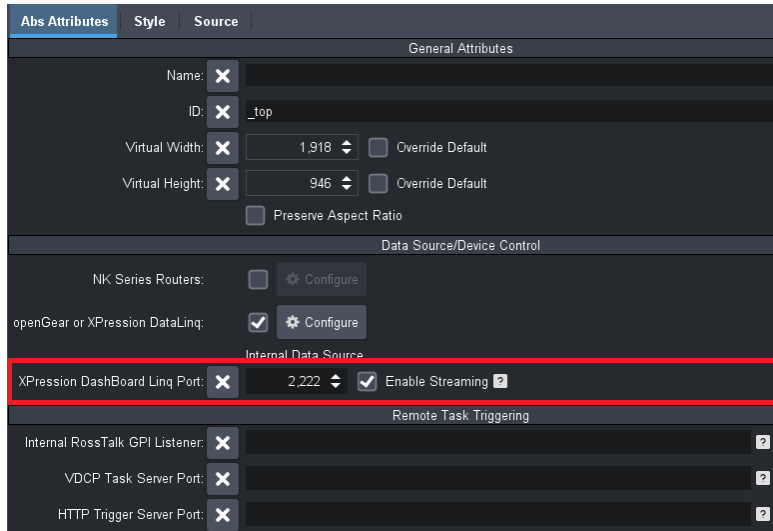 Abs Attributes Style Source
General Attributes
Name:
ID: _top
Virtual Width: 1,918 Override Default
Virtual Height: 946 Override Default
Preserve Aspect Ratio
Data Source/Device Control
NK Series Routers: Configure
openGear or XPression DataLinq: Configure
Internal Data Source
XPression DashBoard Linq Port: 2,222 Enable Streaming ?
Remote Task Triggering
Internal RossTalk GPI Listener: ?
VDCP Task Server Port: ?
HTTP Trigger Server Port: ?